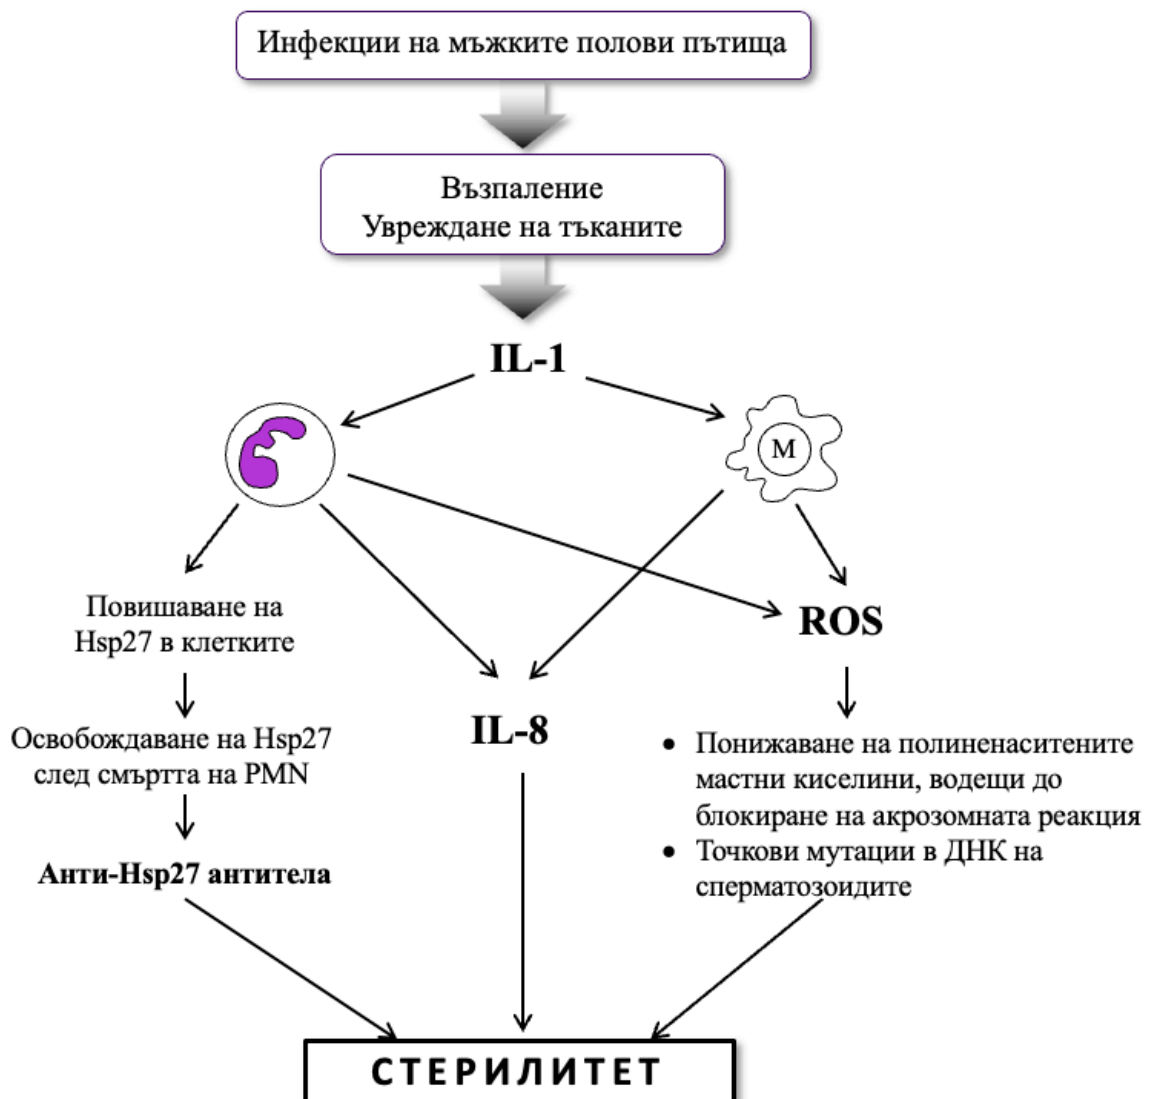 Инфекции на мъжките полови пътища
Възпаление
Увреждане на тъканите
IL-1
M
Повишаване на
Hsp27 в клетките
ROS
Освобождаване на Hsp27
след смъртта на PMN
IL-8
• Понижаване на полиненаситените
мастни киселини, водещи до
блокиране на акрозомната реакция
• Точкови мутации в ДНК на
сперматозоидите
Анти-Hsp27 антитела
СТЕРИЛИТЕТ